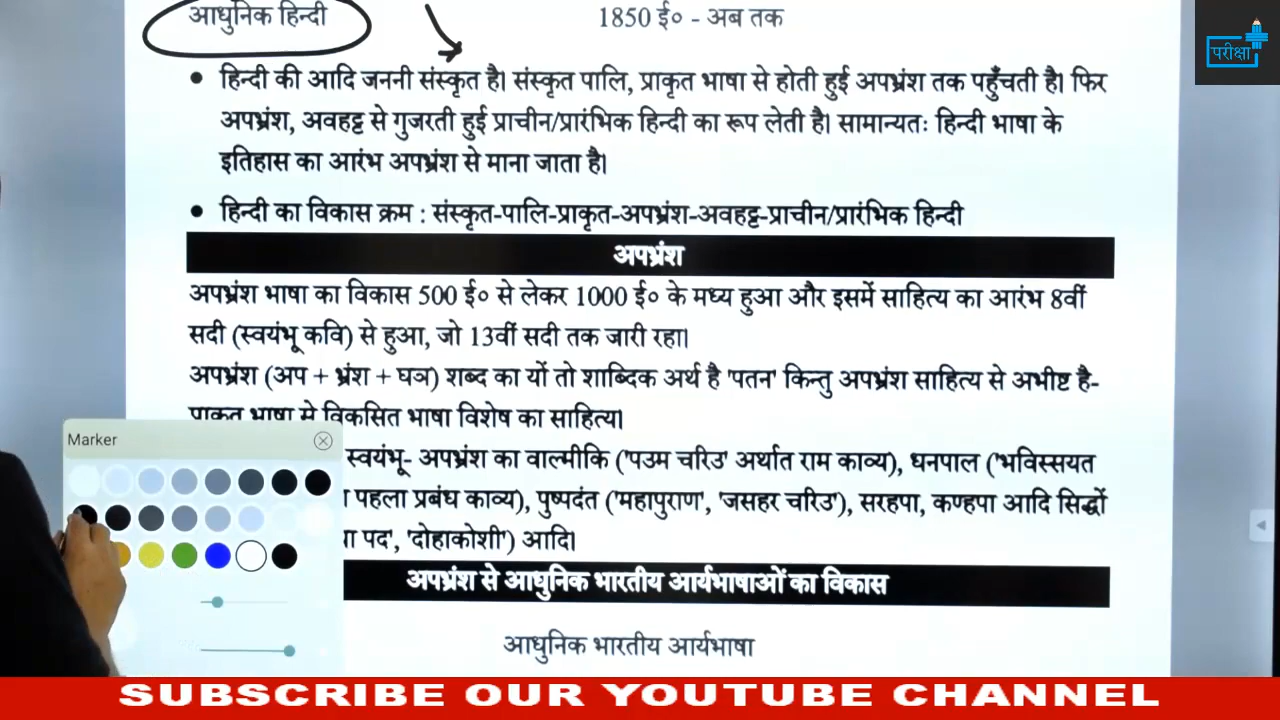 आधुनिक हिन्दी 1850 ई० - अब तक
परीक्षा
• हिन्दी की आदि जननी संस्कृत है। संस्कृत पालि, प्राकृत भाषा से होती हुई अपभ्रंश तक पहुँचती है। फिर
अपभ्रंश, अवहट्ट से गुजरती हुई प्राचीन/प्रारंभिक हिन्दी का रूप लेती है। सामान्यतः हिन्दी भाषा के
इतिहास का आरंभ अपभ्रंश से माना जाता है।
• हिन्दी का विकास क्रम : संस्कृत-पालि-प्राकृत-अपभ्रंश-अवहट्ट-प्राचीन/प्रारंभिक हिन्दी
अपभ्रंश
अपभ्रंश भाषा का विकास 500 ई० से लेकर 1000 ई० के मध्य हुआ और इसमें साहित्य का आरंभ 8वीं
सदी (स्वयंभू कवि) से हुआ, जो 13वीं सदी तक जारी रहा।
अपभ्रंश (अप + भ्रंश + घञ) शब्द का यों तो शाब्दिक अर्थ है 'पतन' किन्तु अपभ्रंश साहित्य से अभीष्ट है-
प्राकृत भाषा से विकसित भाषा विशेष का साहित्य।
Marker
स्वयंभू- अपभ्रंश का वाल्मीकि ('पउम चरिउ' अर्थात राम काव्य), धनपाल ('भविस्सयत
पहला प्रबंध काव्य), पुष्पदंत ('महापुराण', 'जसहर चरिउ'), सरहपा, कण्हपा आदि सिद्धों
पद', 'दोहाकोशी') आदि।
अपभ्रंश से आधुनिक भारतीय आर्यभाषाओं का विकास
आधुनिक भारतीय आर्यभाषा
SUBSCRIBE OUR YOUTUBE CHANNEL